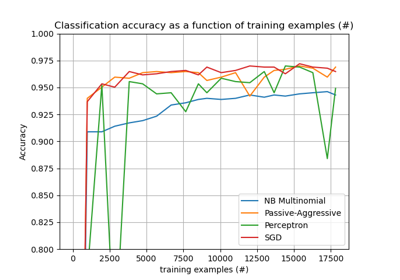 Classification accuracy as a function of training examples (#)
1.000
0.975
0.950
0.925
0.900
0.875
0.850
0.825
0.800
Accuracy
NB Multinomial
Passive-Aggressive
Perceptron
SGD
0 2500 5000 7500 10000 12500 15000 17500
training examples (#)